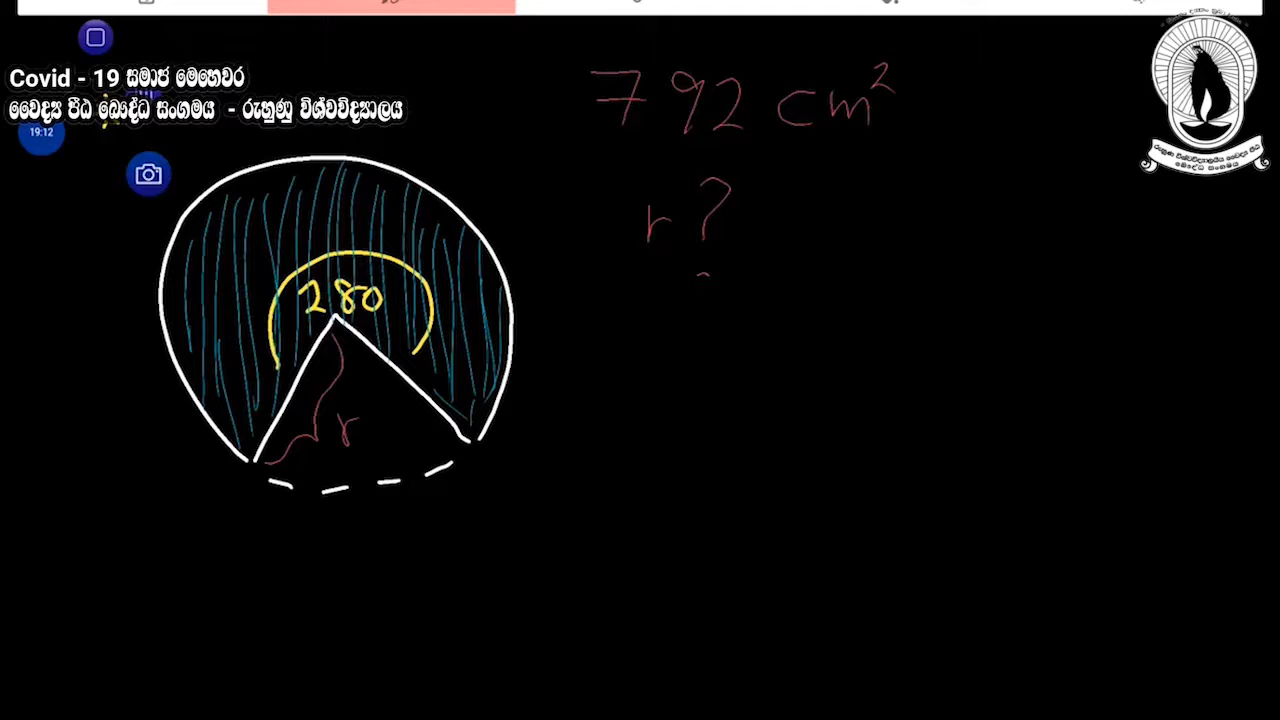 Covid - 19 සමාජ මෙහෙවර
වෛද්‍ය පීඨ බෞද්ධ සංගමය - රුහුණු විශ්වවිද්‍යාලය
19:12
792 cm²
r ?
280
r